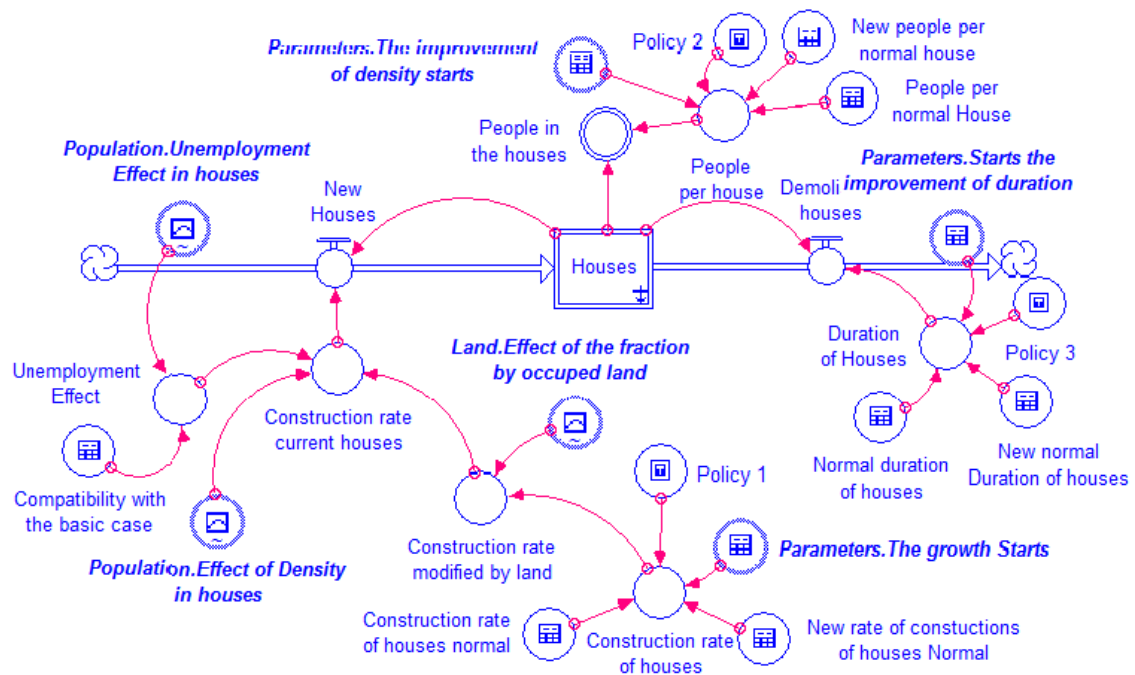 Parameters.The improvement
of density starts
Policy 2
New people per
normal house
People per
normal House
People in
the houses
Population.Unemployment
Effect in houses
New
Houses
People
per house
Demoli
houses
Parameters.Starts the
improvement of duration
Houses
Land.Effect of the fraction
by occuped land
Duration
of Houses
Policy 3
Unemployment
Effect
Construction rate
current houses
Normal duration
of houses
New normal
Duration of houses
Compatibility with
the basic case
Policy 1
Population.Effect of Density
in houses
Construction rate
modified by land
Parameters.The growth Starts
Construction rate
of houses normal
Construction rate
of houses
New rate of constuctions
of houses Normal